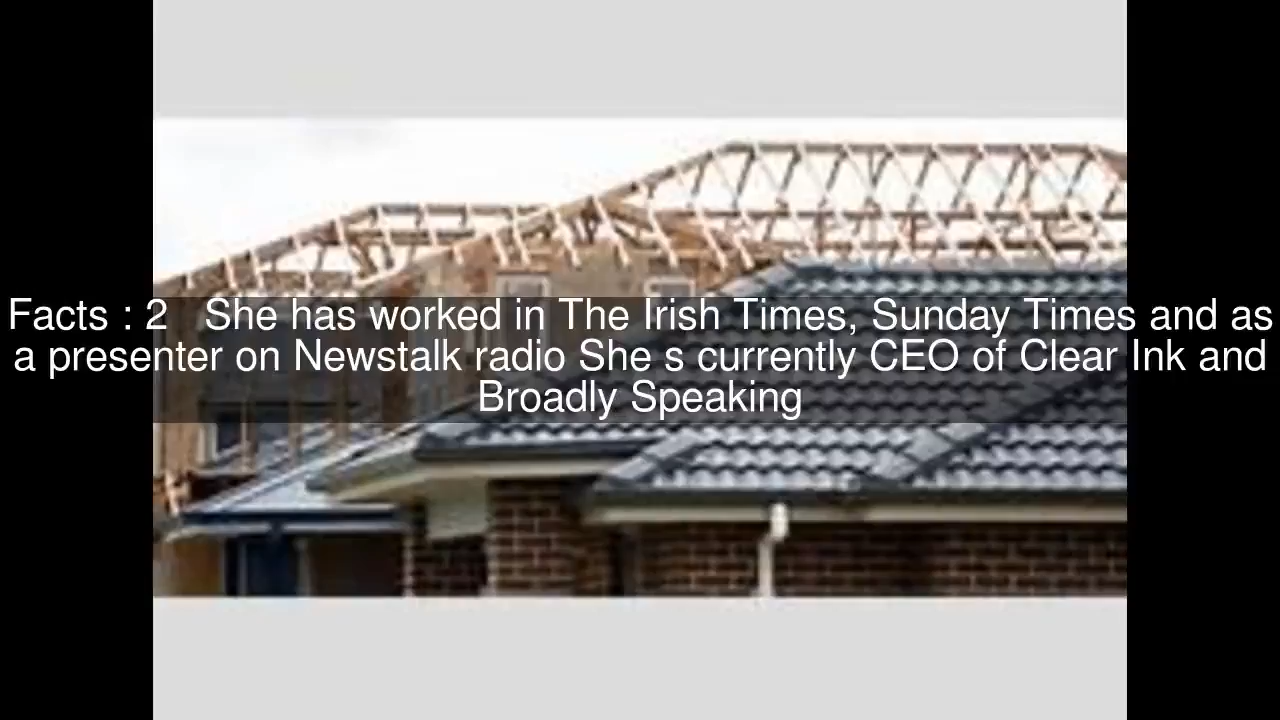 Facts : 2 She has worked in The Irish Times, Sunday Times and as
a presenter on Newstalk radio She s currently CEO of Clear Ink and
Broadly Speaking